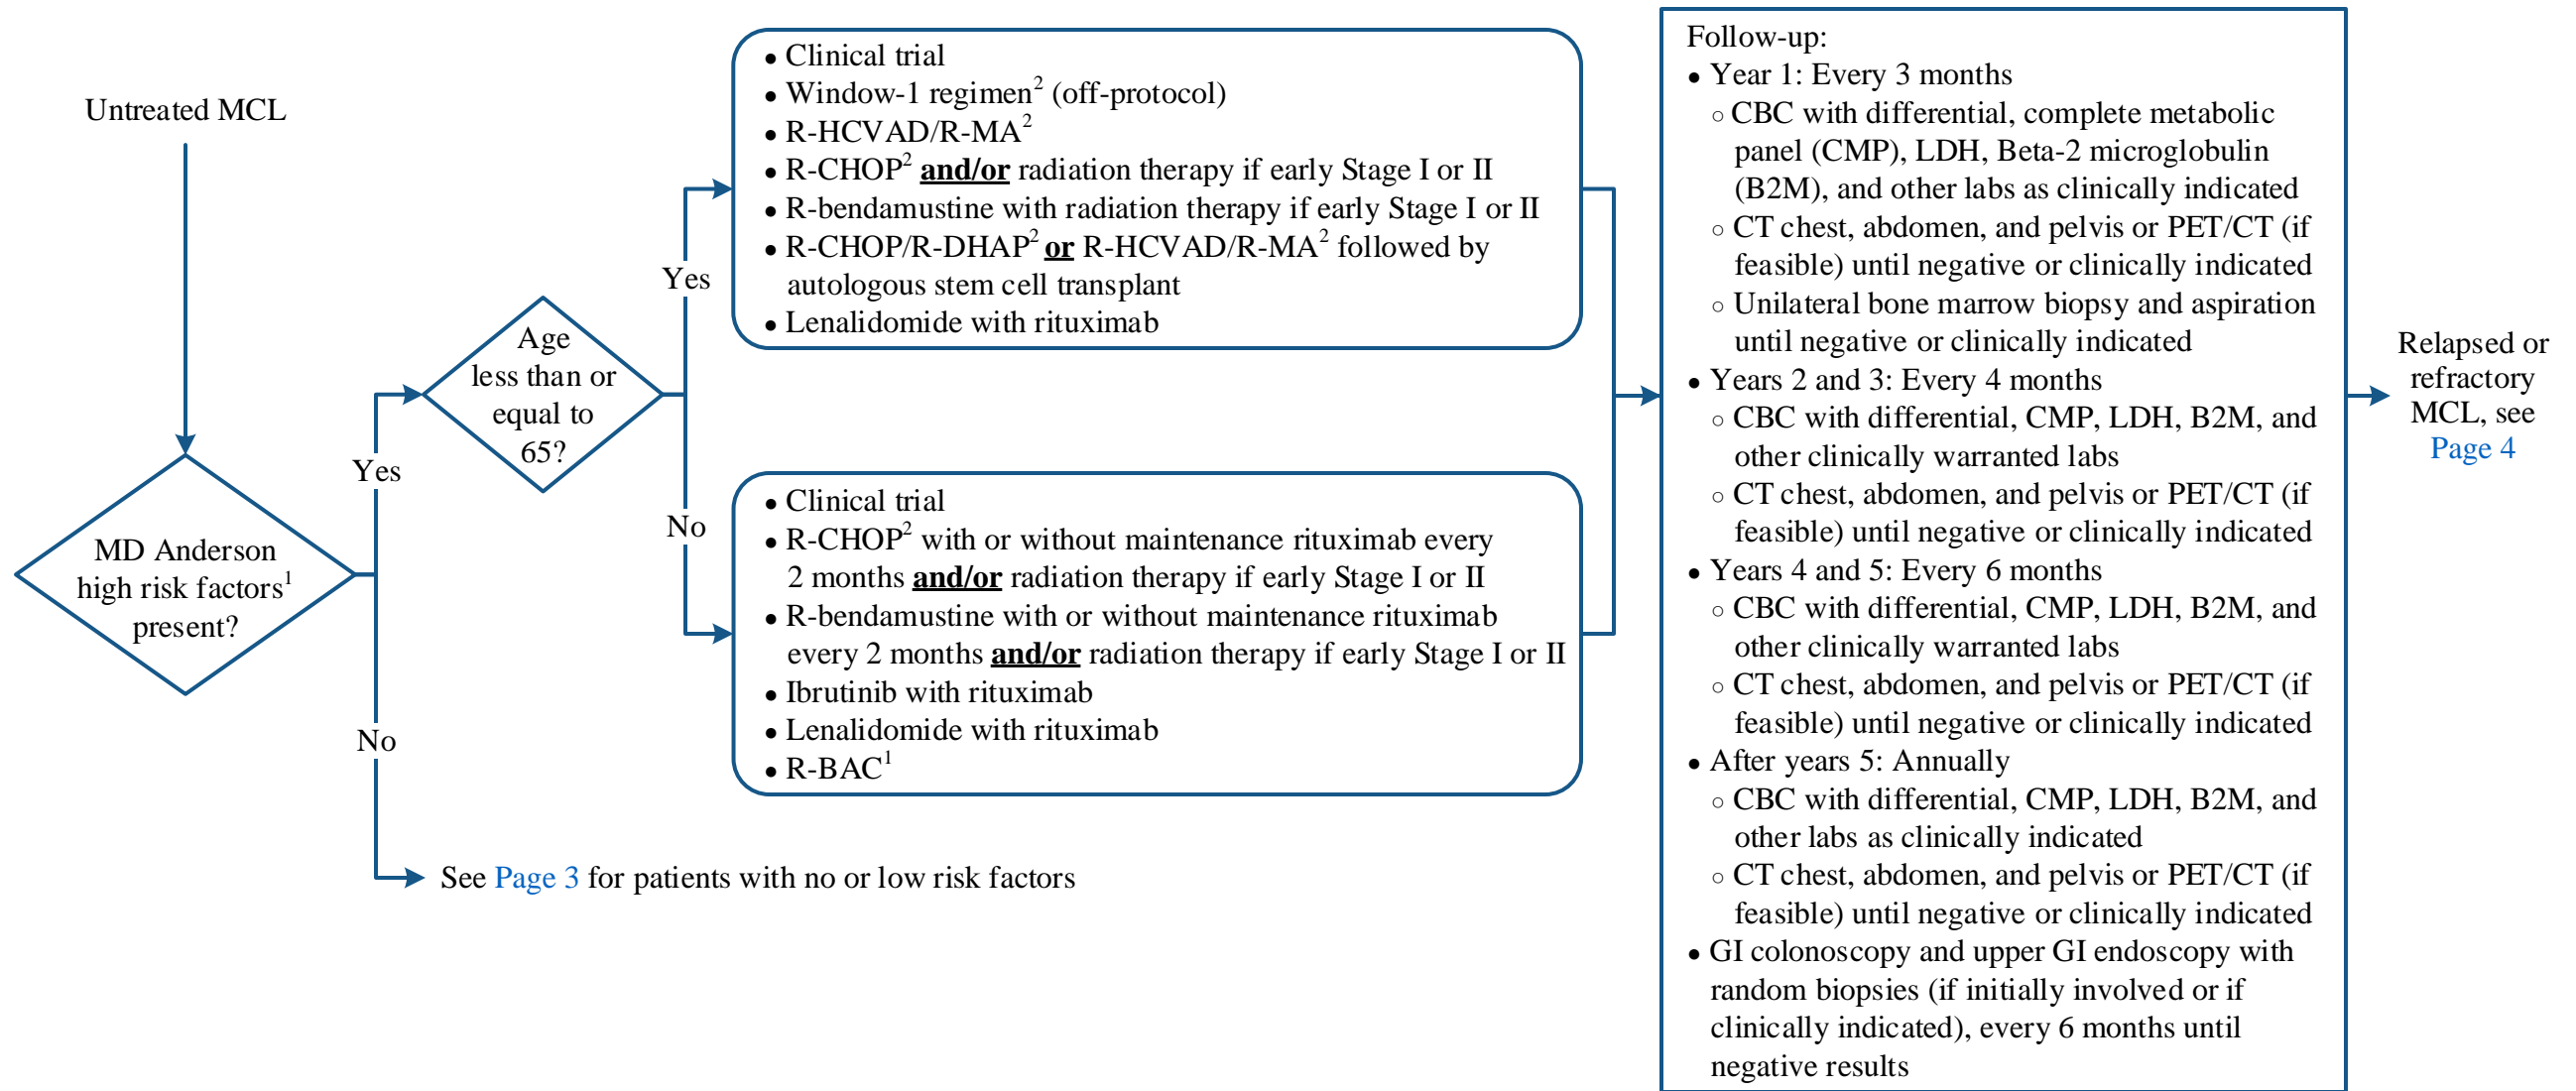 Untreated MCL
MD Anderson
high risk factors¹
present?
Yes
No
See Page 3 for patients with no or low risk factors
Age
less than or
equal to
65?
Yes
No
• Clinical trial
• Window-1 regimen² (off-protocol)
• R-HCVAD/R-MA²
• R-CHOP² and/or radiation therapy if early Stage I or II
• R-bendamustine with radiation therapy if early Stage I or II
• R-CHOP/R-DHAP² or R-HCVAD/R-MA² followed by
autologous stem cell transplant
• Lenalidomide with rituximab
• Clinical trial
• R-CHOP² with or without maintenance rituximab every
2 months and/or radiation therapy if early Stage I or II
• R-bendamustine with or without maintenance rituximab
every 2 months and/or radiation therapy if early Stage I or II
• Ibrutinib with rituximab
• Lenalidomide with rituximab
• R-BAC¹
Follow-up:
• Year 1: Every 3 months
○ CBC with differential, complete metabolic
panel (CMP), LDH, Beta-2 microglobulin
(B2M), and other labs as clinically indicated
○ CT chest, abdomen, and pelvis or PET/CT (if
feasible) until negative or clinically indicated
○ Unilateral bone marrow biopsy and aspiration
until negative or clinically indicated
• Years 2 and 3: Every 4 months
○ CBC with differential, CMP, LDH, B2M, and
other clinically warranted labs
○ CT chest, abdomen, and pelvis or PET/CT (if
feasible) until negative or clinically indicated
• Years 4 and 5: Every 6 months
○ CBC with differential, CMP, LDH, B2M, and
other clinically warranted labs
○ CT chest, abdomen, and pelvis or PET/CT (if
feasible) until negative or clinically indicated
• After years 5: Annually
○ CBC with differential, CMP, LDH, B2M, and
other labs as clinically indicated
○ CT chest, abdomen, and pelvis or PET/CT (if
feasible) until negative or clinically indicated
• GI colonoscopy and upper GI endoscopy with
random biopsies (if initially involved or if
clinically indicated), every 6 months until
negative results
Relapsed or
refractory
MCL, see
Page 4